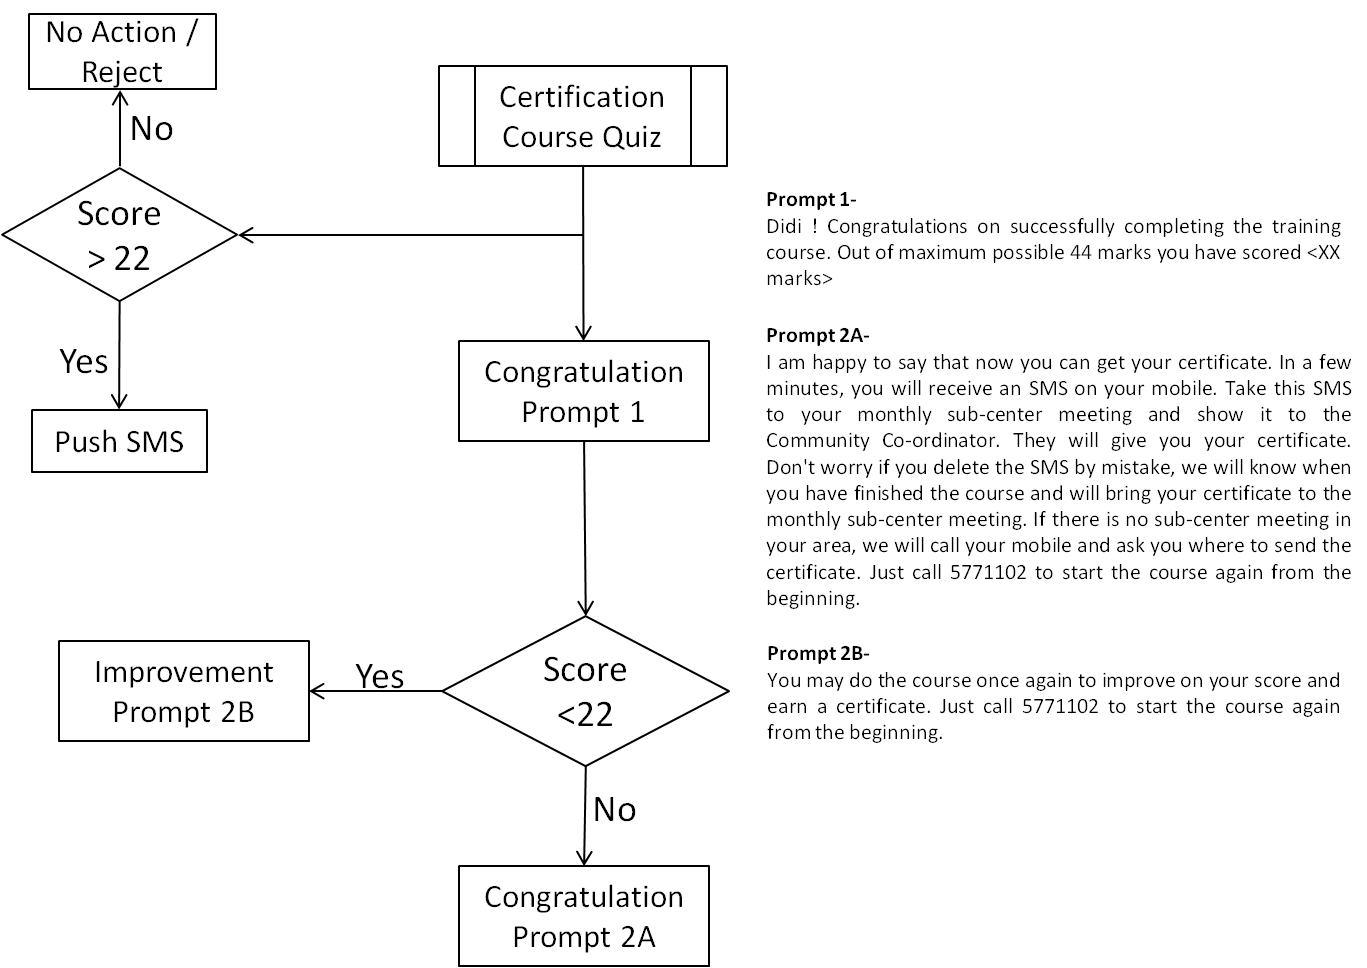 No Action /
Reject
No
Certification
Course Quiz
Score
> 22
Yes
Push SMS
Congratulation
Prompt 1
Score
<22
Yes
Improvement
Prompt 2B
No
Congratulation
Prompt 2A
Prompt 1-
Didi ! Congratulations on successfully completing the training
course. Out of maximum possible 44 marks you have scored <XX
marks>
Prompt 2A-
I am happy to say that now you can get your certificate. In a few
minutes, you will receive an SMS on your mobile. Take this SMS
to your monthly sub-center meeting and show it to the
Community Co-ordinator. They will give you your certificate.
Don't worry if you delete the SMS by mistake, we will know when
you have finished the course and will bring your certificate to the
monthly sub-center meeting. If there is no sub-center meeting in
your area, we will call your mobile and ask you where to send the
certificate. Just call 5771102 to start the course again from the
beginning.
Prompt 2B-
You may do the course once again to improve on your score and
earn a certificate. Just call 5771102 to start the course again
from the beginning.